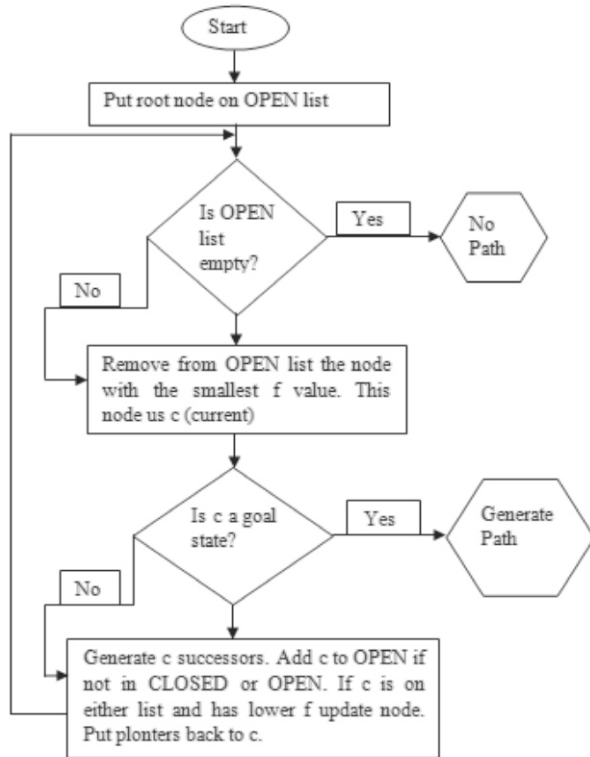 Start
Put root node on OPEN list
Is OPEN
list
empty?
Yes
No
Path
No
Remove from OPEN list the node
with the smallest f value. This
node us c (current)
Is c a goal
state?
Yes
Generate
Path
No
Generate c successors. Add c to OPEN if
not in CLOSED or OPEN. If c is on
either list and has lower f update node.
Put plonters back to c.